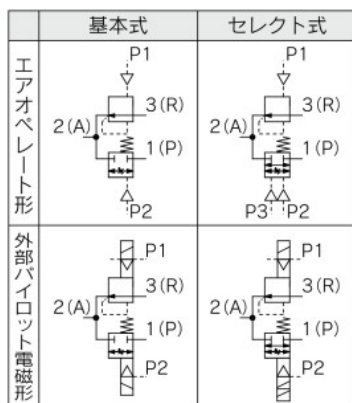 基本式 セレクト式
エアオペレート形
P1
3(R)
2(A)
1(P)
P2
P1
3(R)
2(A)
1(P)
P3 P2
外部パイロット電磁形
P1
3(R)
2(A)
1(P)
P2
P1
3(R)
2(A)
1(P)
P2